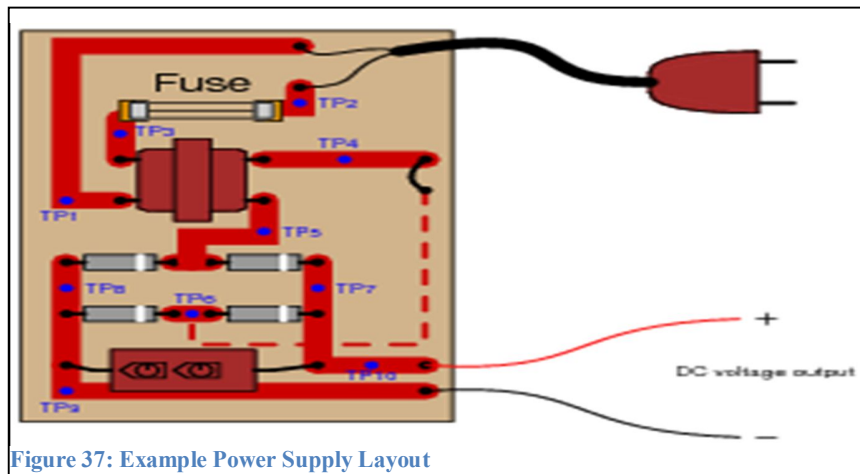 Fuse
TP2
TP3
TP4
TP1
TP5
TP8
TP7
TP6
+
DC voltage output
TP10
TP9
−
Figure 37: Example Power Supply Layout